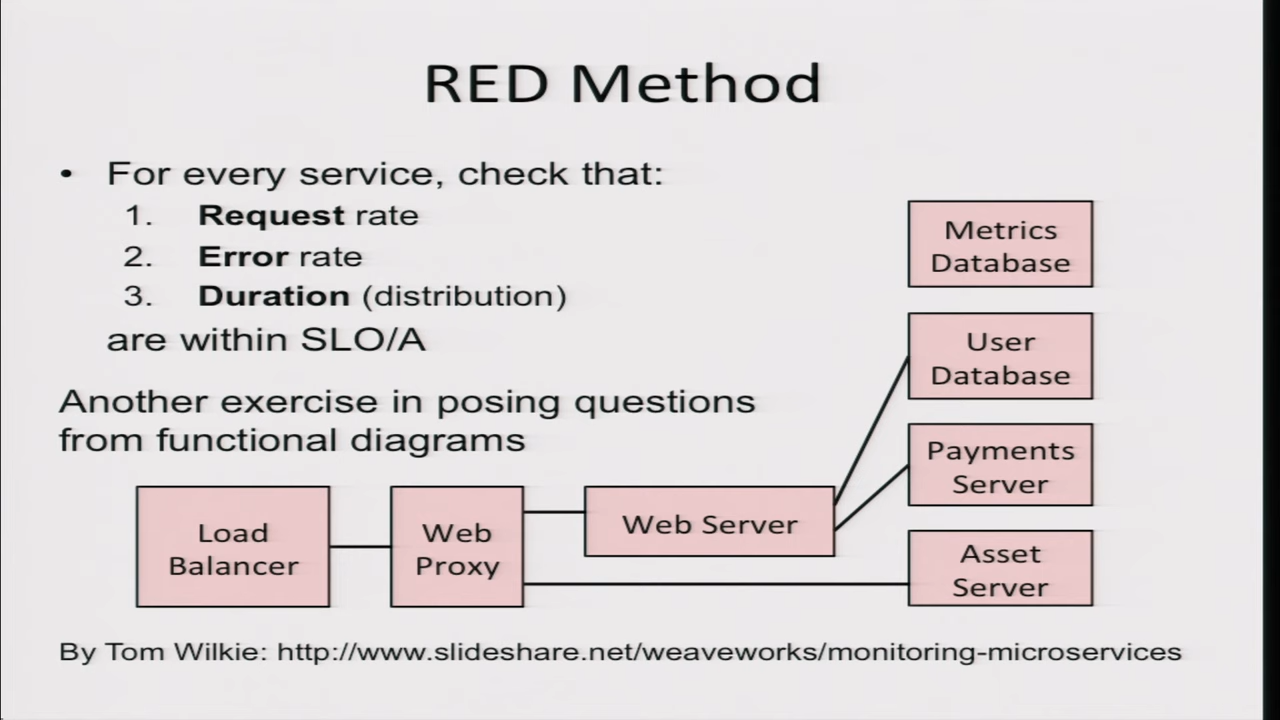 RED Method
• For every service, check that:
1. Request rate
2. Error rate
3. Duration (distribution)
are within SLO/A
Another exercise in posing questions
from functional diagrams
Metrics
Database
User
Database
Payments
Server
Asset
Server
Load
Balancer
Web
Proxy
Web Server
By Tom Wilkie: http://www.slideshare.net/weaveworks/monitoring-microservices